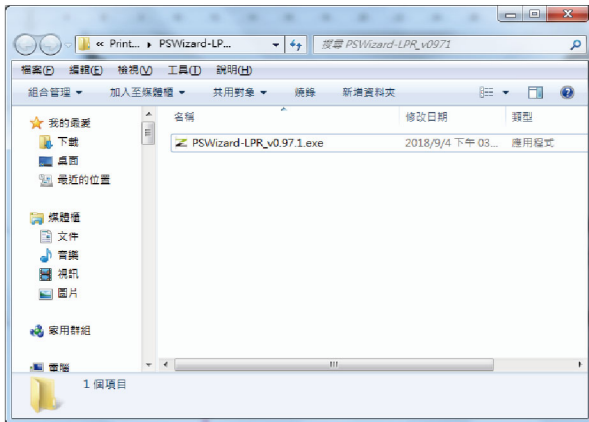 « Print... ▸ PSWizard-LP...
搜尋 PSWizard-LPR_v0971
檔案(F) 編輯(E) 檢視(V) 工具(T) 說明(H)
組合管理 加入至媒體櫃 共用對象 燒錄 新增資料夾
名稱 修改日期 類型
PSWizard-LPR_v0.97.1.exe 2018/9/4 下午 03... 應用程式
我的最愛
下載
桌面
最近的位置
媒體櫃
文件
音樂
視訊
圖片
家用群組
電腦
1 個項目